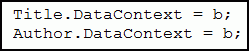 Title.DataContext = b;
Author.DataContext = b;